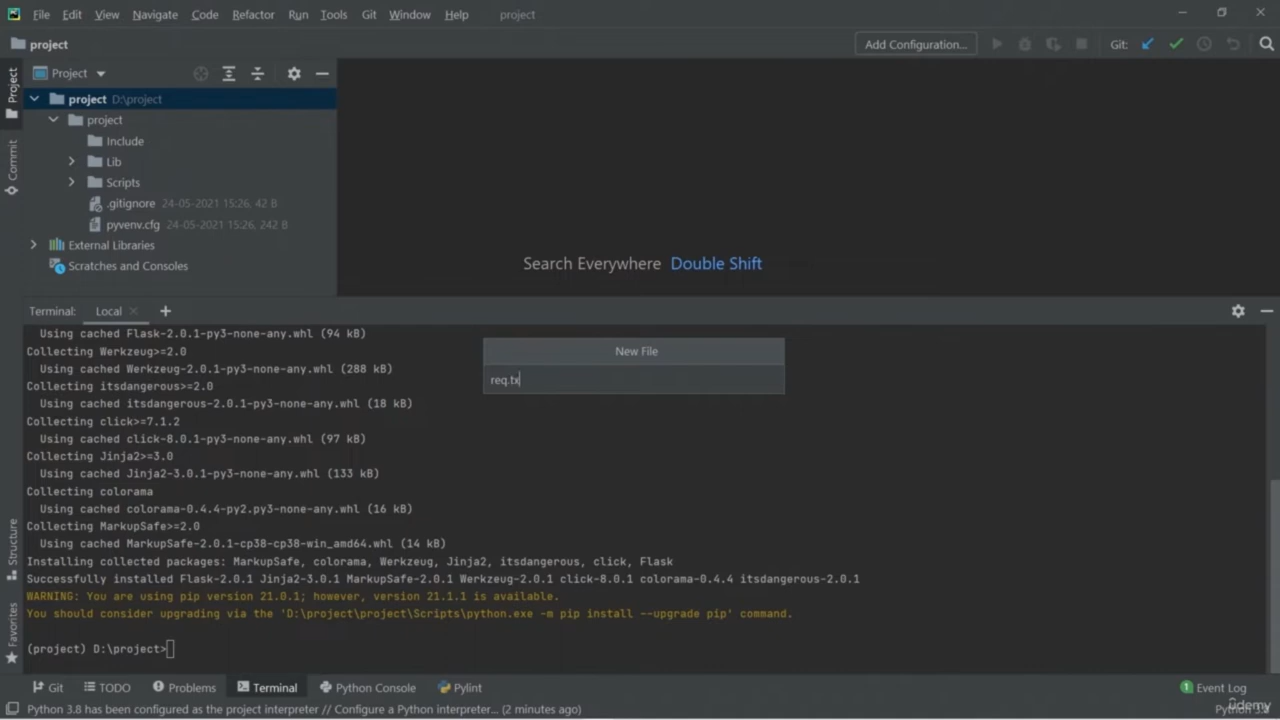 File Edit View Navigate Code Refactor Run Tools Git Window Help project
project
Add Configuration...
Git:
Project
project D:\project
project
Include
Lib
Scripts
.gitignore 24-05-2021 15:26, 42 B
pyvenv.cfg 24-05-2021 15:26, 242 B
External Libraries
Scratches and Consoles
Project
Commit
Structure
Favorites
Search Everywhere Double Shift
Terminal: Local
New File
req.tx
Using cached Flask-2.0.1-py3-none-any.whl (94 kB)
Collecting Werkzeug>=2.0
Using cached Werkzeug-2.0.1-py3-none-any.whl (288 kB)
Collecting itsdangerous>=2.0
Using cached itsdangerous-2.0.1-py3-none-any.whl (18 kB)
Collecting click>=7.1.2
Using cached click-8.0.1-py3-none-any.whl (97 kB)
Collecting Jinja2>=3.0
Using cached Jinja2-3.0.1-py3-none-any.whl (133 kB)
Collecting colorama
Using cached colorama-0.4.4-py2.py3-none-any.whl (16 kB)
Collecting MarkupSafe>=2.0
Using cached MarkupSafe-2.0.1-cp38-cp38-win_amd64.whl (14 kB)
Installing collected packages: MarkupSafe, colorama, Werkzeug, Jinja2, itsdangerous, click, Flask
Successfully installed Flask-2.0.1 Jinja2-3.0.1 MarkupSafe-2.0.1 Werkzeug-2.0.1 click-8.0.1 colorama-0.4.4 itsdangerous-2.0.1
WARNING: You are using pip version 21.0.1; however, version 21.1.1 is available.
You should consider upgrading via the 'D:\project\project\Scripts\python.exe -m pip install --upgrade pip' command.
(project) D:\project>
Git TODO Problems Terminal Python Console Pylint
1 Event Log
Python 3.8 has been configured as the project interpreter // Configure a Python interpreter... (2 minutes ago)
Python 3.8
ûdemy